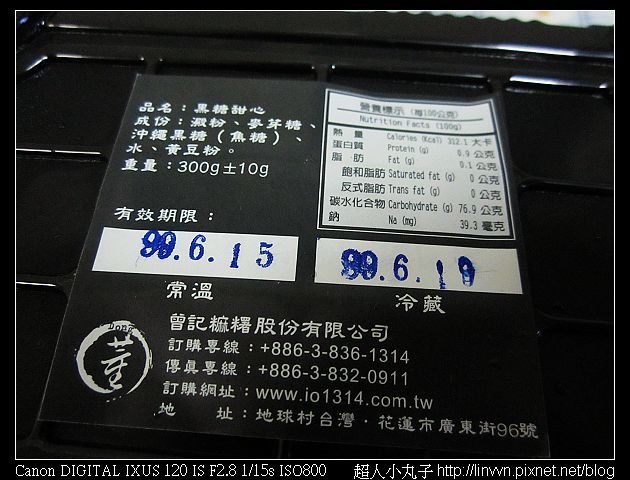 品名：黑糖甜心
成份：澱粉、麥芽糖、
沖繩黑糖（焦糖）、
水、黃豆粉。
重量：300g±10g
營養標示（每100公克）
Nutrition Facts (100g)
熱量 Calories (Kcal) 312.1 大卡
蛋白質 Protein (g) 0.9 公克
脂肪 Fat (g) 0.1 公克
飽和脂肪 Saturated fat (g) 0 公克
反式脂肪 Trans fat (g) 0 公克
碳水化合物 Carbohydrate (g) 76.9 公克
鈉 Na (mg) 39.3 毫克
有效期限：
99.6.15
99.6.19
常溫
冷藏
曾記麻糬股份有限公司
訂購專線：+886-3-836-1314
傳真專線：+886-3-832-0911
訂購網址：www.io1314.com.tw
地 址：地球村台灣‧花蓮市廣東街96號
Canon DIGITAL IXUS 120 IS F2.8 1/15s ISO800 超人小丸子 http://linvvn.pixnet.net/blog